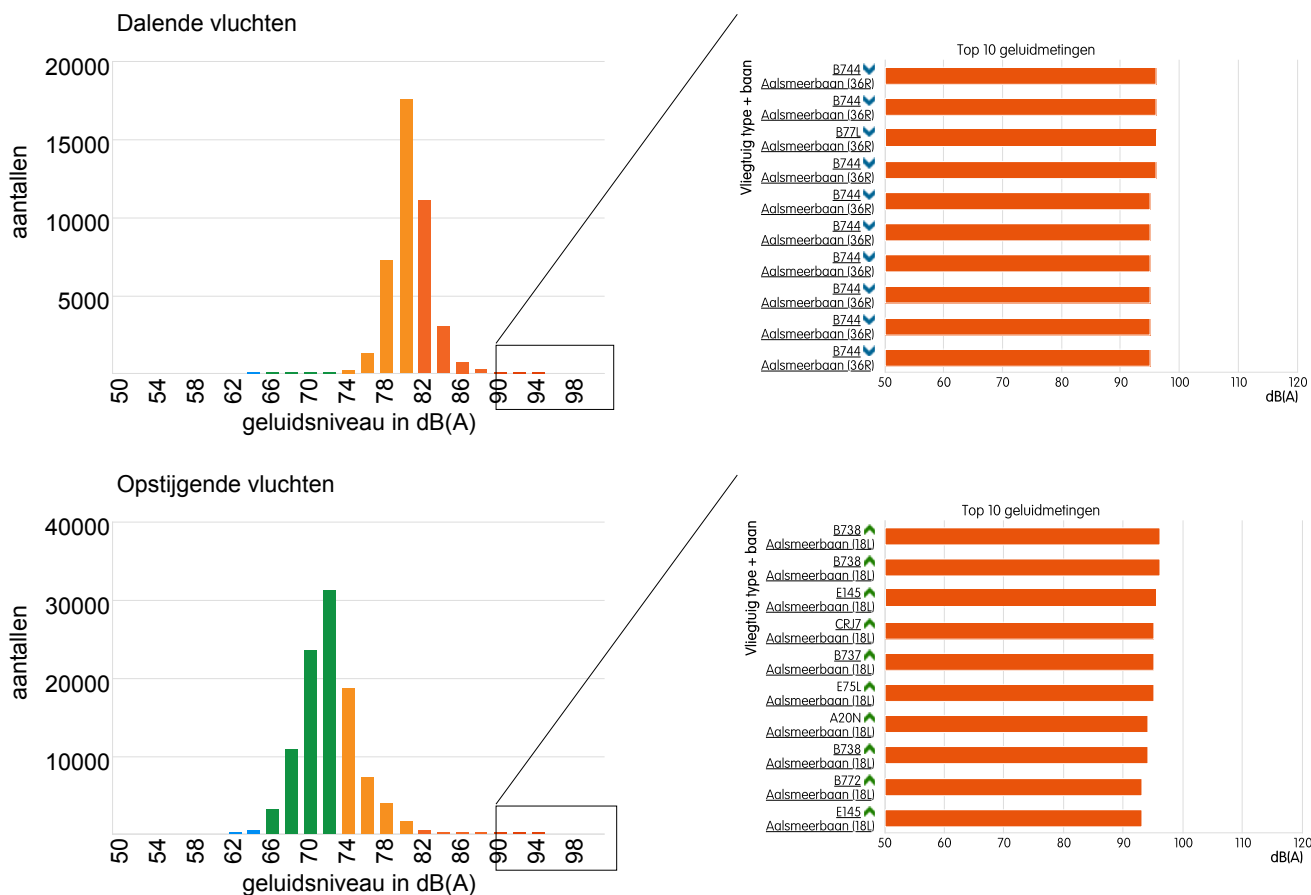 Dalende vluchten
20000
15000
10000
5000
aantallen
50
54
58
62
66
70
74
78
82
86
90
94
98
geluidsniveau in dB(A)
Top 10 geluidmetingen
Vliegtuig type + baan
B744
Aalsmeerbaan (36R)
B744
Aalsmeerbaan (36R)
B77L
Aalsmeerbaan (36R)
B744
Aalsmeerbaan (36R)
B744
Aalsmeerbaan (36R)
B744
Aalsmeerbaan (36R)
B744
Aalsmeerbaan (36R)
B744
Aalsmeerbaan (36R)
B744
Aalsmeerbaan (36R)
B744
Aalsmeerbaan (36R)
50 60 70 80 90 100 110 120
dB(A)
Opstijgende vluchten
40000
30000
20000
10000
aantallen
50
54
58
62
66
70
74
78
82
86
90
94
98
geluidsniveau in dB(A)
Top 10 geluidmetingen
Vliegtuig type + baan
B738
Aalsmeerbaan (18L)
B738
Aalsmeerbaan (18L)
E145
Aalsmeerbaan (18L)
CRJ7
Aalsmeerbaan (18L)
B737
Aalsmeerbaan (18L)
E75L
Aalsmeerbaan (18L)
A20N
Aalsmeerbaan (18L)
B738
Aalsmeerbaan (18L)
B772
Aalsmeerbaan (18L)
E145
Aalsmeerbaan (18L)
50 60 70 80 90 100 110 120
dB(A)